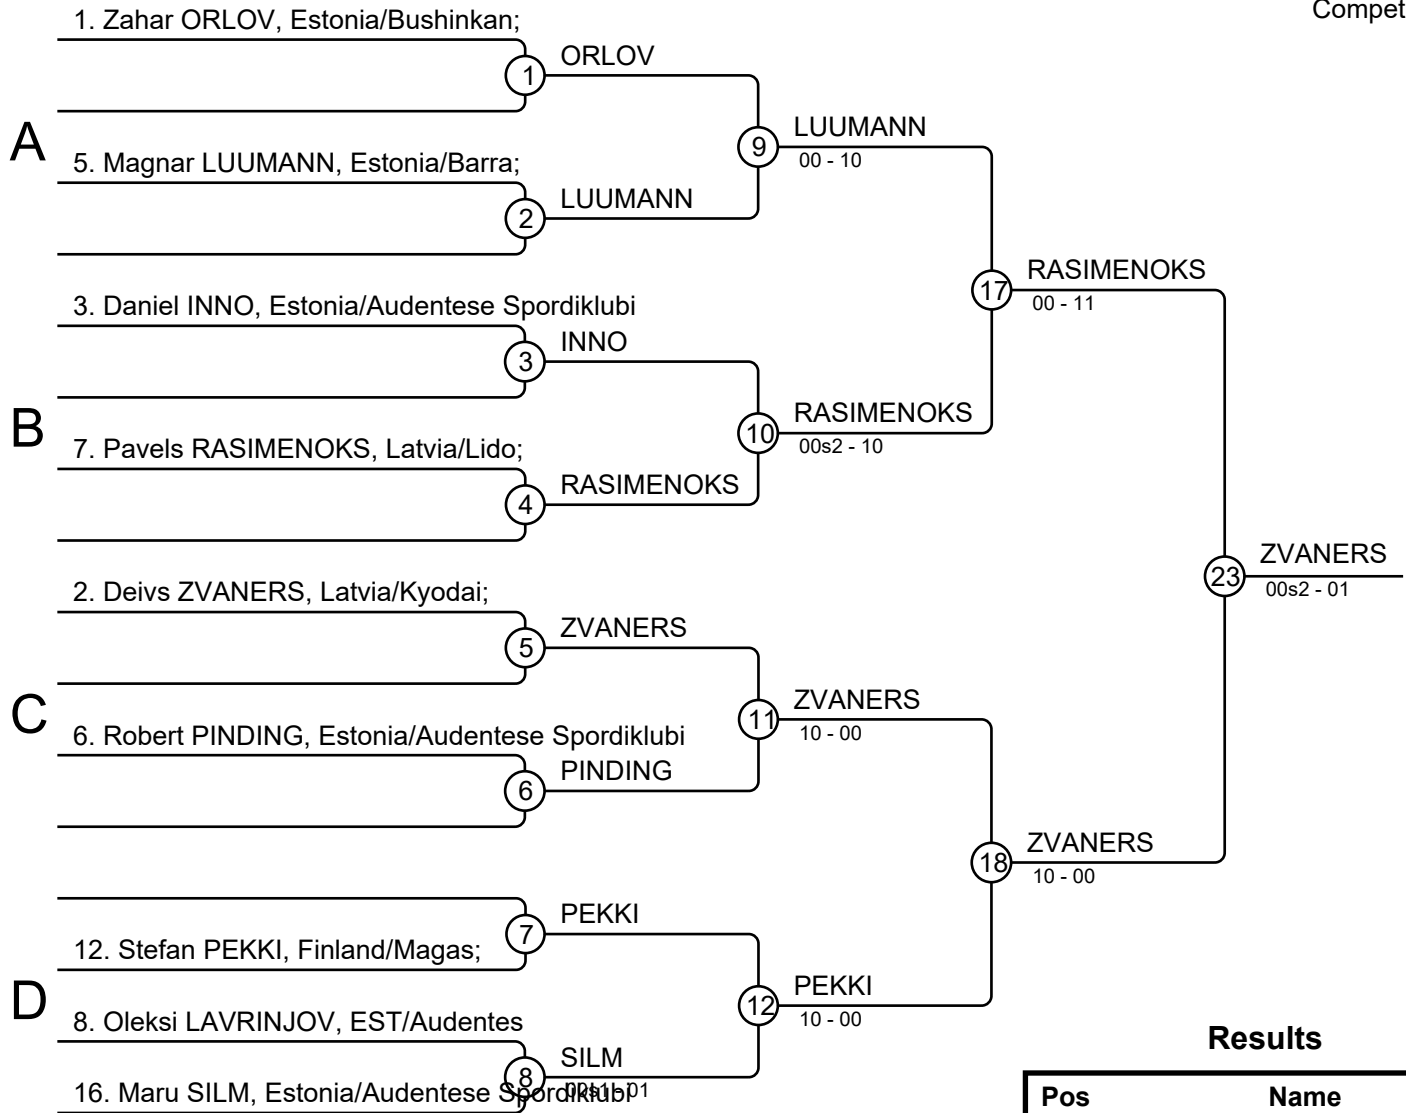 Compet
1. Zahar ORLOV, Estonia/Bushinkan;
1
ORLOV
A
9
LUUMANN
00 - 10
5. Magnar LUUMANN, Estonia/Barra;
2
LUUMANN
17
RASIMENOKS
00 - 11
3. Daniel INNO, Estonia/Audentese Spordiklubi
3
INNO
B
10
RASIMENOKS
00s2 - 10
7. Pavels RASIMENOKS, Latvia/Lido;
4
RASIMENOKS
23
ZVANERS
00s2 - 01
2. Deivs ZVANERS, Latvia/Kyodai;
5
ZVANERS
C
11
ZVANERS
10 - 00
6. Robert PINDING, Estonia/Audentese Spordiklubi
6
PINDING
18
ZVANERS
10 - 00
7
PEKKI
12. Stefan PEKKI, Finland/Magas;
D
12
PEKKI
10 - 00
8. Oleksi LAVRINJOV, EST/Audentes
8
SILM
00s1 - 01
16. Maru SILM, Estonia/Audentese Spordiklubi
Results
Pos Name